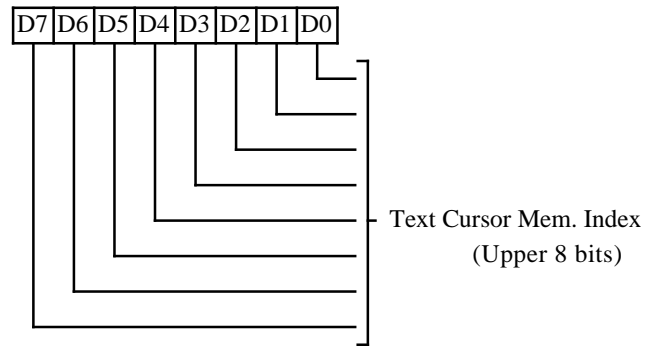 D7 D6 D5 D4 D3 D2 D1 D0
Text Cursor Mem. Index
(Upper 8 bits)